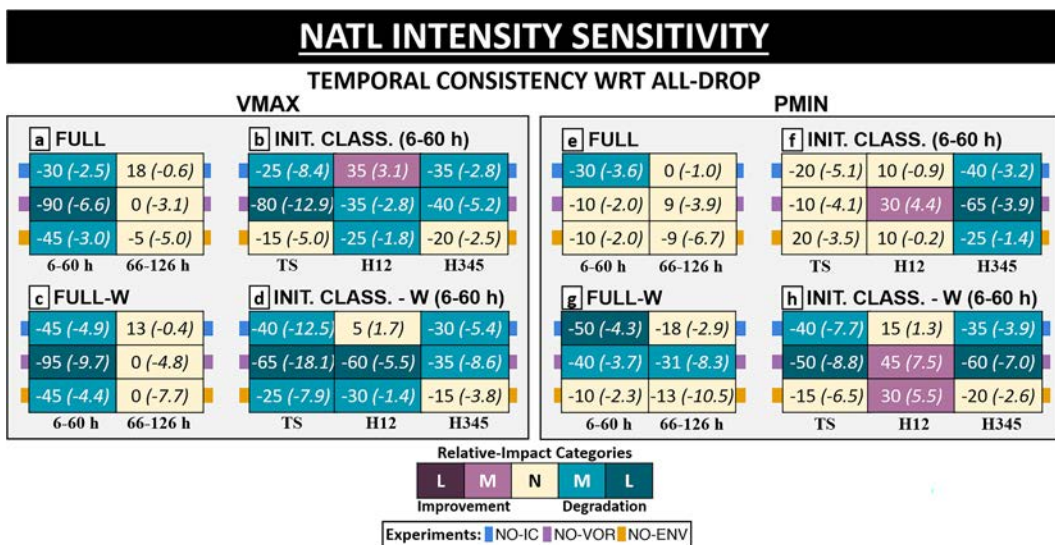 NATL INTENSITY SENSITIVITY
TEMPORAL CONSISTENCY WRT ALL-DROP
VMAX
a FULL
-30 (-2.5) 18 (-0.6)
-90 (-6.6) 0 (-3.1)
-45 (-3.0) -5 (-5.0)
6-60 h 66-126 h
b INIT. CLASS. (6-60 h)
-25 (-8.4) 35 (3.1) -35 (-2.8)
-80 (-12.9) -35 (-2.8) -40 (-5.2)
-15 (-5.0) -25 (-1.8) -20 (-2.5)
TS H12 H345
c FULL-W
-45 (-4.9) 13 (-0.4)
-95 (-9.7) 0 (-4.8)
-45 (-4.4) 0 (-7.7)
6-60 h 66-126 h
d INIT. CLASS. - W (6-60 h)
-40 (-12.5) 5 (1.7) -30 (-5.4)
-65 (-18.1) -60 (-5.5) -35 (-8.6)
-25 (-7.9) -30 (-1.4) -15 (-3.8)
TS H12 H345
PMIN
e FULL
-30 (-3.6) 0 (-1.0)
-10 (-2.0) 9 (-3.9)
-10 (-2.0) -9 (-6.7)
6-60 h 66-126 h
f INIT. CLASS. (6-60 h)
-20 (-5.1) 10 (-0.9) -40 (-3.2)
-10 (-4.1) 30 (4.4) -65 (-3.9)
20 (-3.5) 10 (-0.2) -25 (-1.4)
TS H12 H345
g FULL-W
-50 (-4.3) -18 (-2.9)
-40 (-3.7) -31 (-8.3)
-10 (-2.3) -13 (-10.5)
6-60 h 66-126 h
h INIT. CLASS. - W (6-60 h)
-40 (-7.7) 15 (1.3) -35 (-3.9)
-50 (-8.8) 45 (7.5) -60 (-7.0)
-15 (-6.5) 30 (5.5) -20 (-2.6)
TS H12 H345
Relative-Impact Categories
L M N M L
Improvement Degradation
Experiments: NO-IC NO-VOR NO-ENV